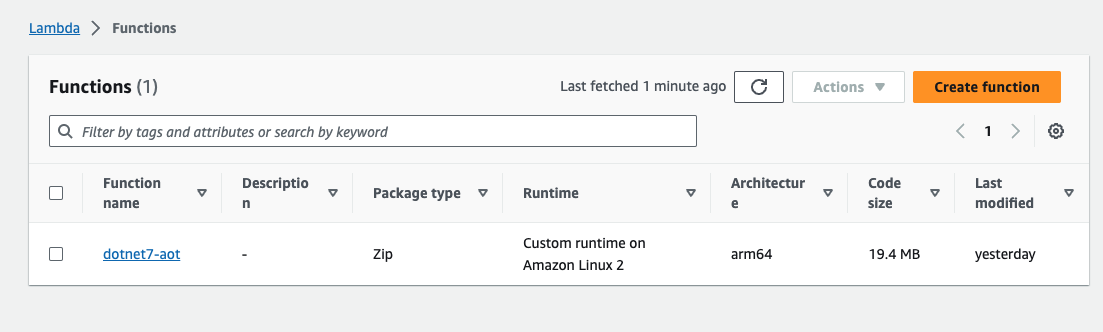 Lambda > Functions
Functions (1)
Last fetched 1 minute ago
Actions
Create function
Filter by tags and attributes or search by keyword
1
Function
name
Descriptio
n
Package type
Runtime
Architectur
e
Code
size
Last
modified
dotnet7-aot
-
Zip
Custom runtime on
Amazon Linux 2
arm64
19.4 MB
yesterday